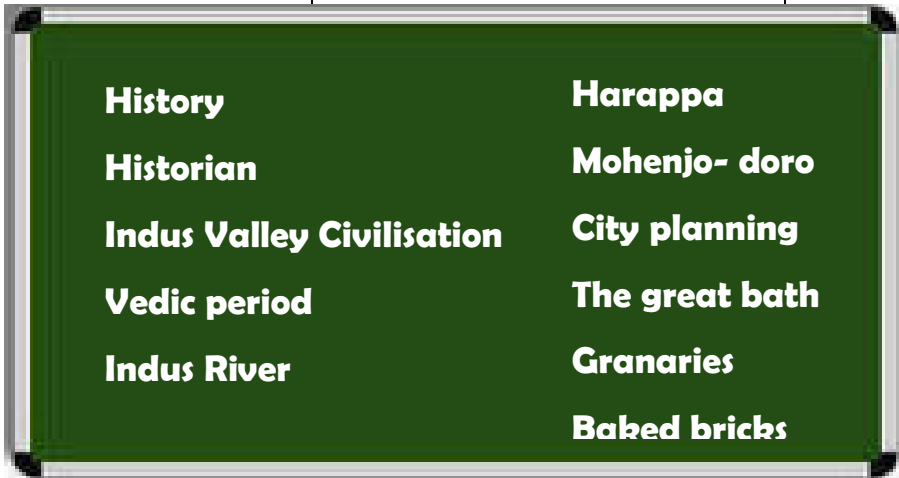 History
Historian
Indus Valley Civilisation
Vedic period
Indus River
Harappa
Mohenjo- doro
City planning
The great bath
Granaries
Baked bricks